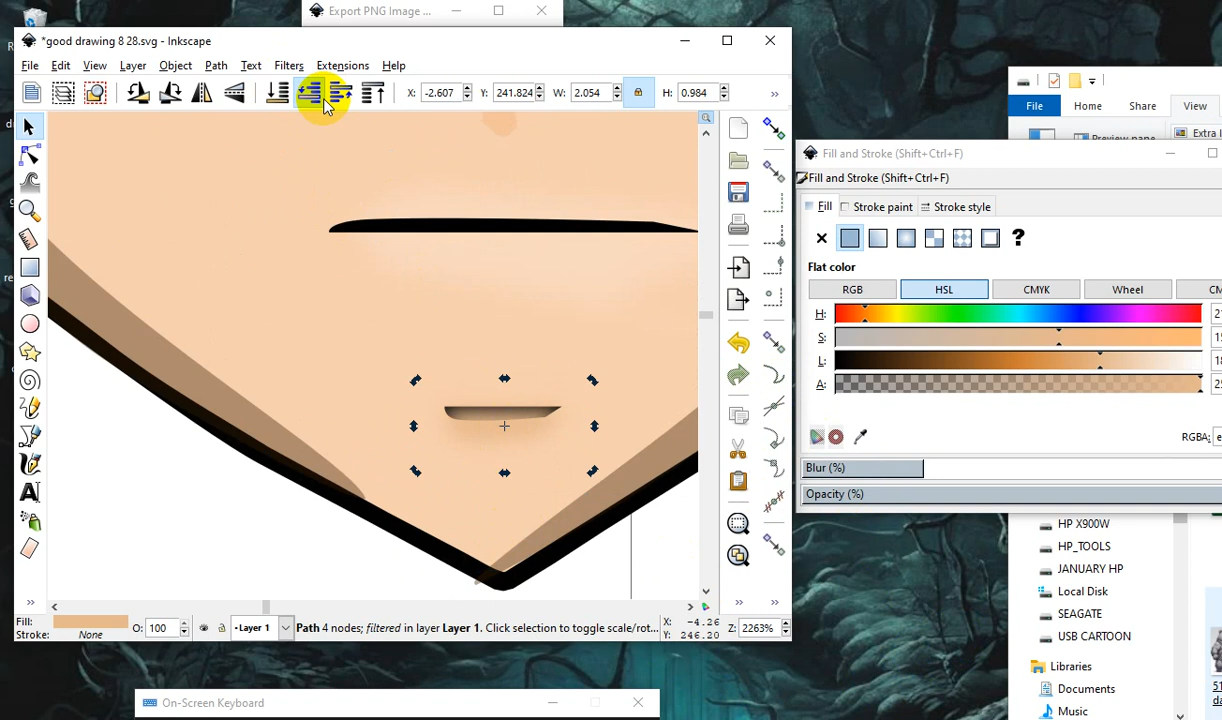 Export PNG Image ...
*good drawing 8 28.svg - Inkscape
File Edit View Layer Object Path Text Filters Extensions Help
X: -2.607 Y: 241.824 W: 2.054 H: 0.984 »
File Home Share View
Preview pane
Extra l
Fill and Stroke (Shift+Ctrl+F)
Fill and Stroke (Shift+Ctrl+F)
Fill Stroke paint Stroke style
Flat color
RGB HSL CMYK Wheel CM
H:
S:
L:
A:
RGBA: e
Blur (%)
Opacity (%)
HP X900W
HP_TOOLS
JANUARY HP
Local Disk
SEAGATE
USB CARTOON
Libraries
Documents
Music
Fill:
Stroke: None
O: 100
•Layer 1
Path 4 nodes; filtered in layer Layer 1. Click selection to toggle scale/rot...
X: -4.26
Y: 246.20
Z: 2263%
On-Screen Keyboard